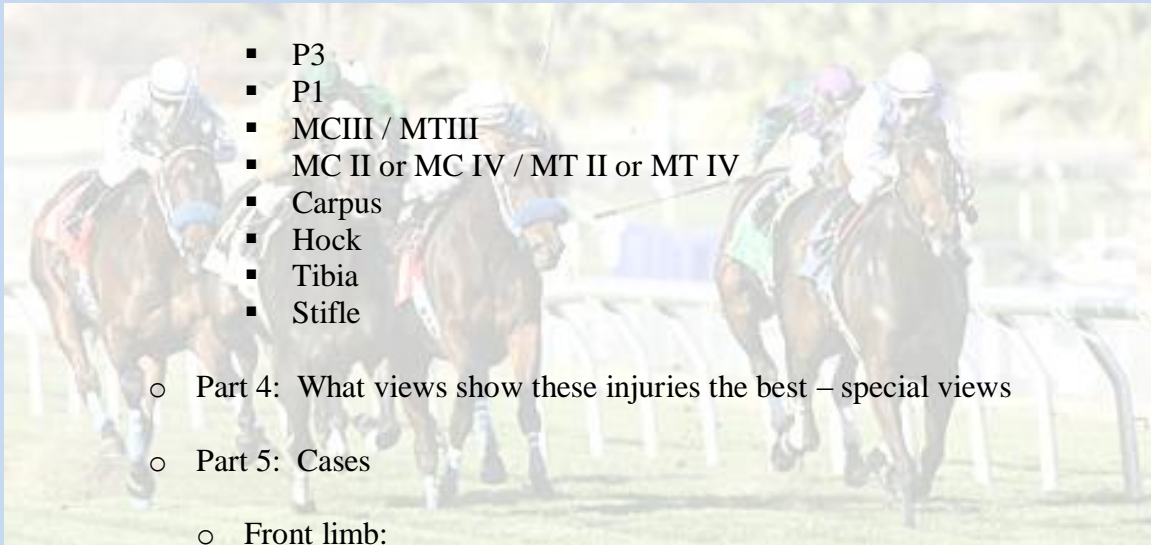 ▪ P3
▪ P1
▪ MCIII / MTIII
▪ MC II or MC IV / MT II or MT IV
▪ Carpus
▪ Hock
▪ Tibia
▪ Stifle
o Part 4: What views show these injuries the best – special views
o Part 5: Cases
o Front limb: